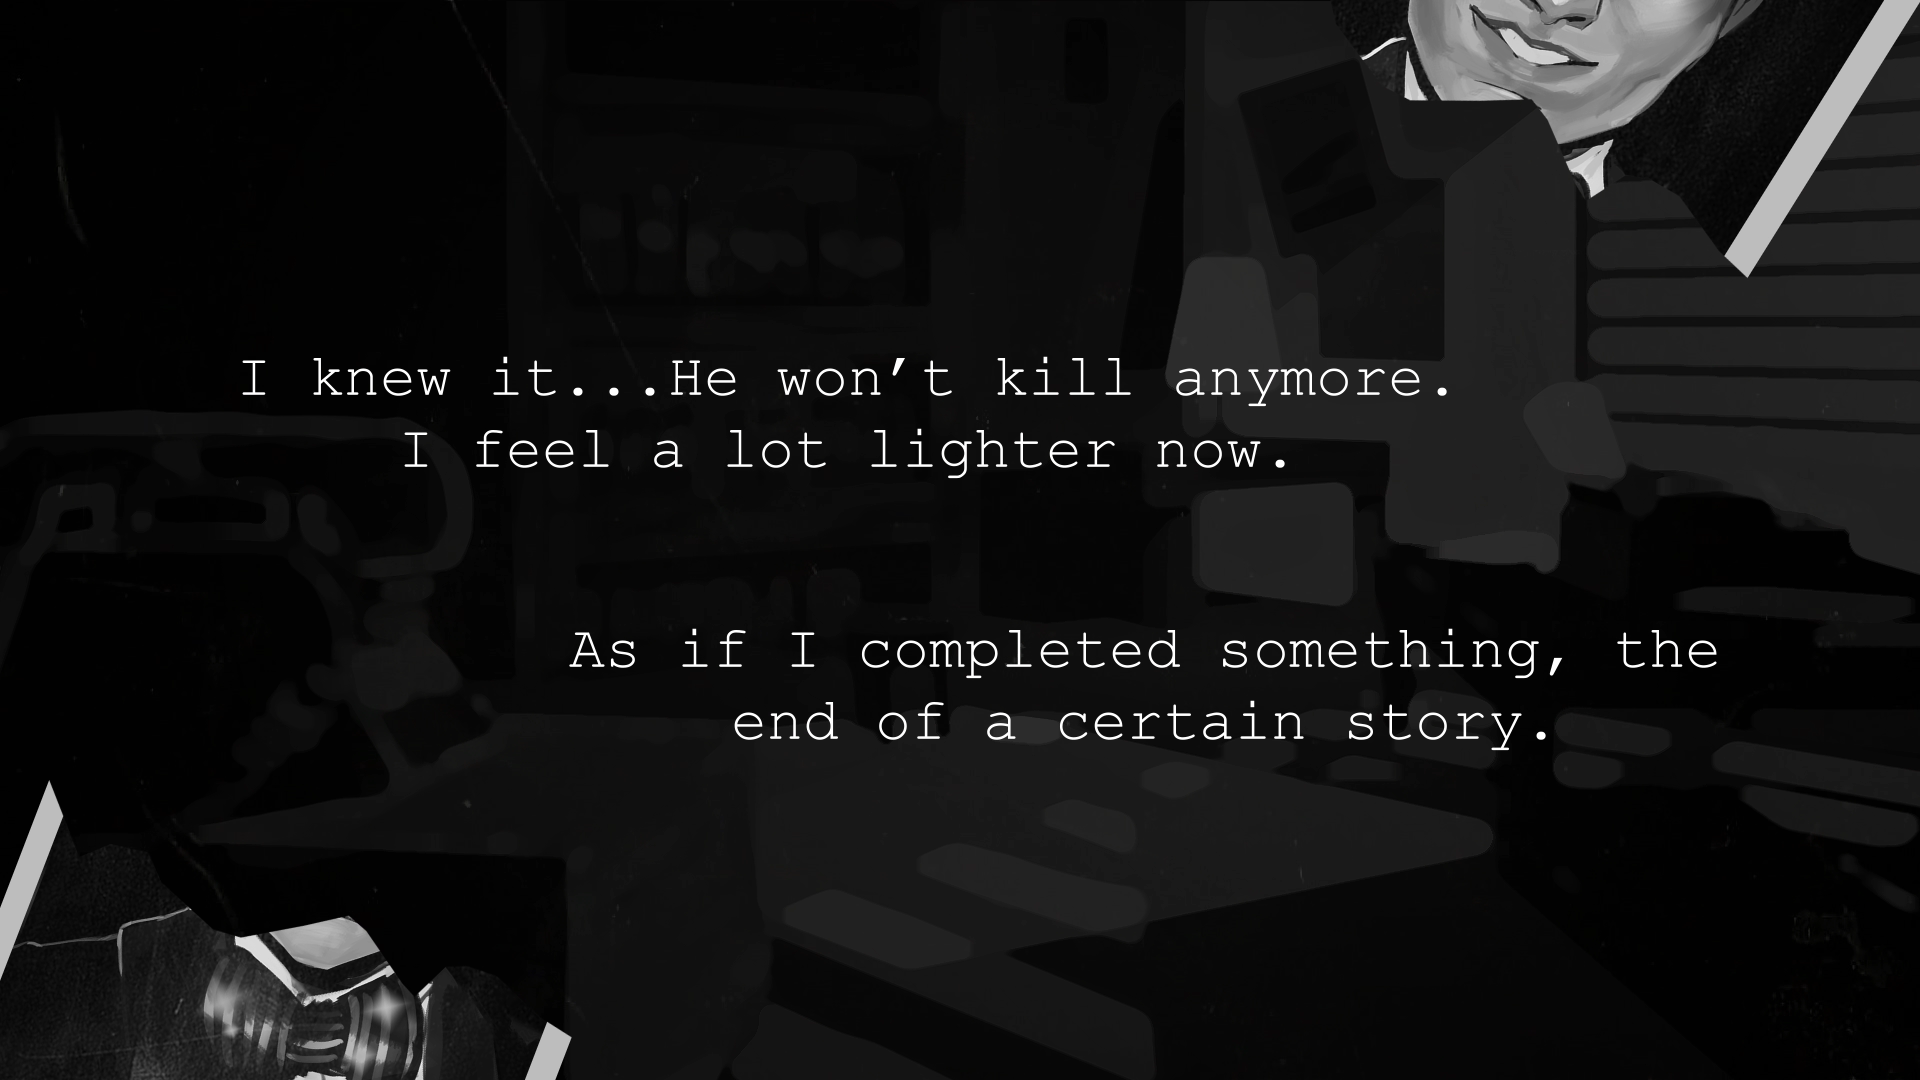 I knew it...He won’t kill anymore.
I feel a lot lighter now.
As if I completed something, the
end of a certain story.